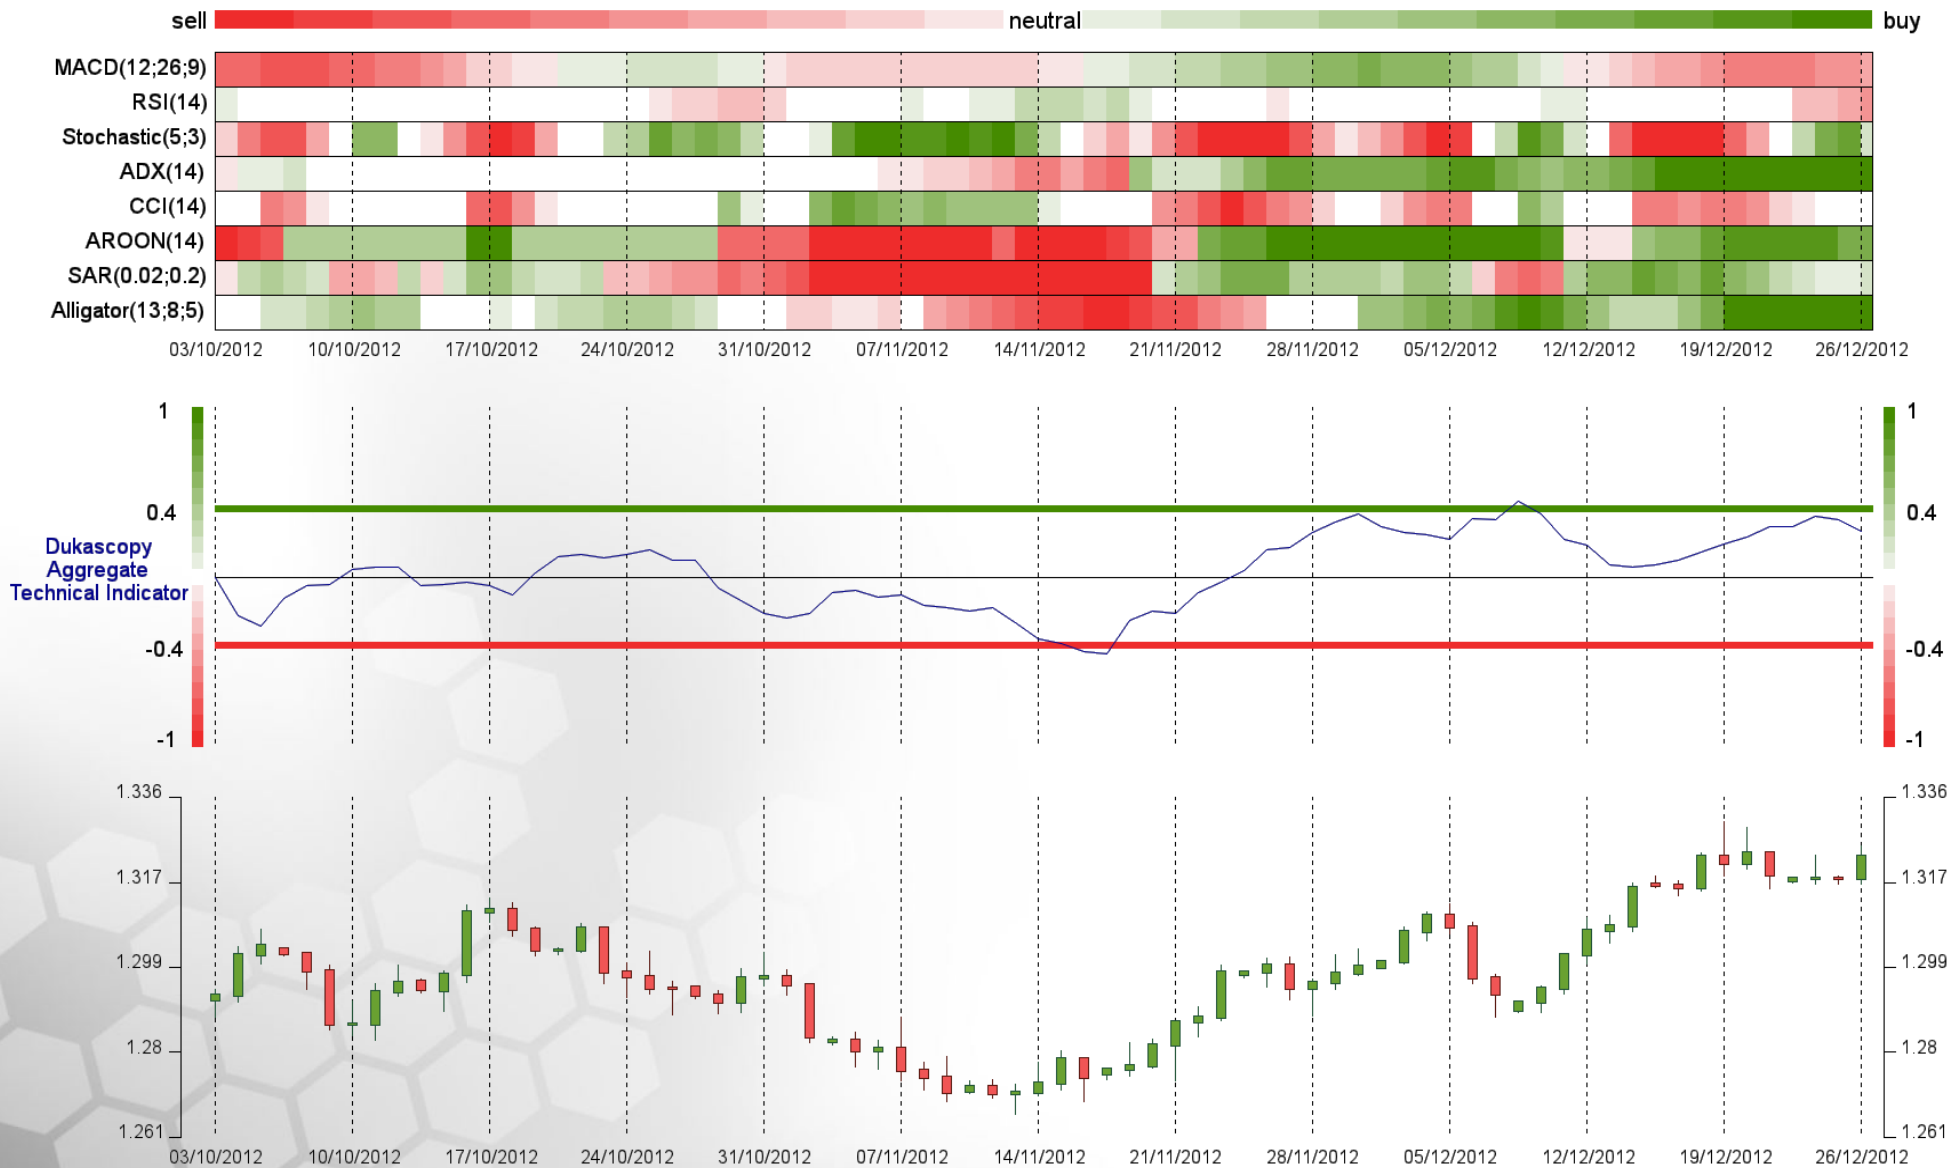 sell neutral buy
MACD(12;26;9)
RSI(14)
Stochastic(5;3)
ADX(14)
CCI(14)
AROON(14)
SAR(0.02;0.2)
Alligator(13;8;5)
03/10/2012 10/10/2012 17/10/2012 24/10/2012 31/10/2012 07/11/2012 14/11/2012 21/11/2012 28/11/2012 05/12/2012 12/12/2012 19/12/2012 26/12/2012
1 1
0.4 0.4
Dukascopy
Aggregate
Technical Indicator
-0.4 -0.4
-1 -1
1.336 1.336
1.317 1.317
1.299 1.299
1.28 1.28
1.261 1.261
03/10/2012 10/10/2012 17/10/2012 24/10/2012 31/10/2012 07/11/2012 14/11/2012 21/11/2012 28/11/2012 05/12/2012 12/12/2012 19/12/2012 26/12/2012